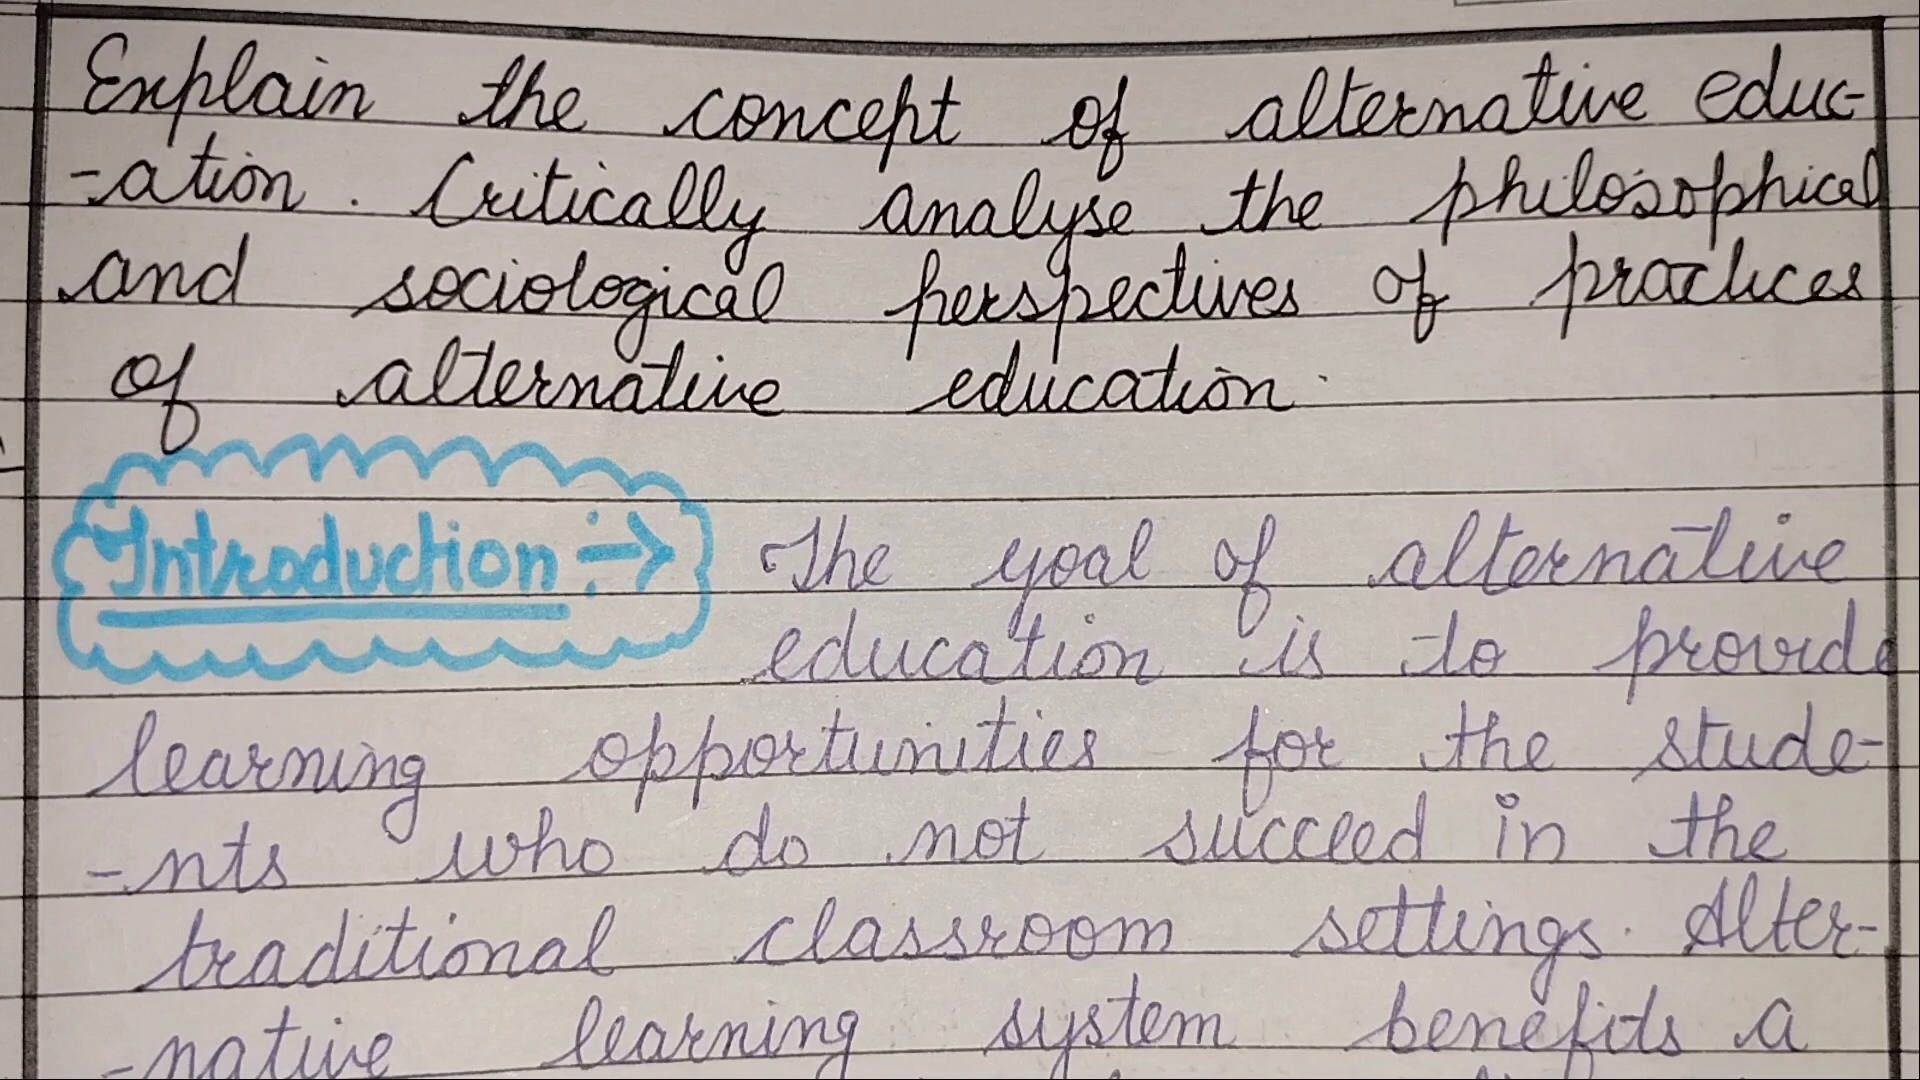 Explain the concept of alternative educ-
-ation. Critically analyse the philosophical
and sociological perspectives of practices
of alternative education.
Introduction :→ The goal of alternative
education is to provide
learning opportunities for the stude-
-nts who do not succeed in the
traditional classroom settings. Alter-
-native learning system benefits a